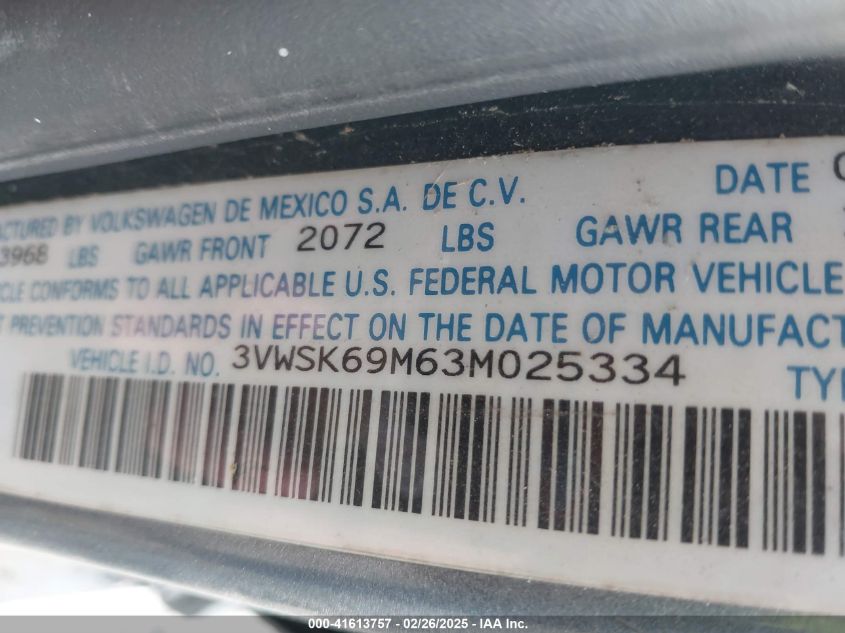 DATE
ACTURED BY VOLKSWAGEN DE MEXICO S.A. DE C.V.
3968 LBS GAWR FRONT 2072 LBS GAWR REAR
CLE CONFORMS TO ALL APPLICABLE U.S. FEDERAL MOTOR VEHICLE
T PREVENTION STANDARDS IN EFFECT ON THE DATE OF MANUFACT
VEHICLE I.D. NO. 3VWSK69M63M025334 TYP
000-41613757 - 02/26/2025 - IAA Inc.